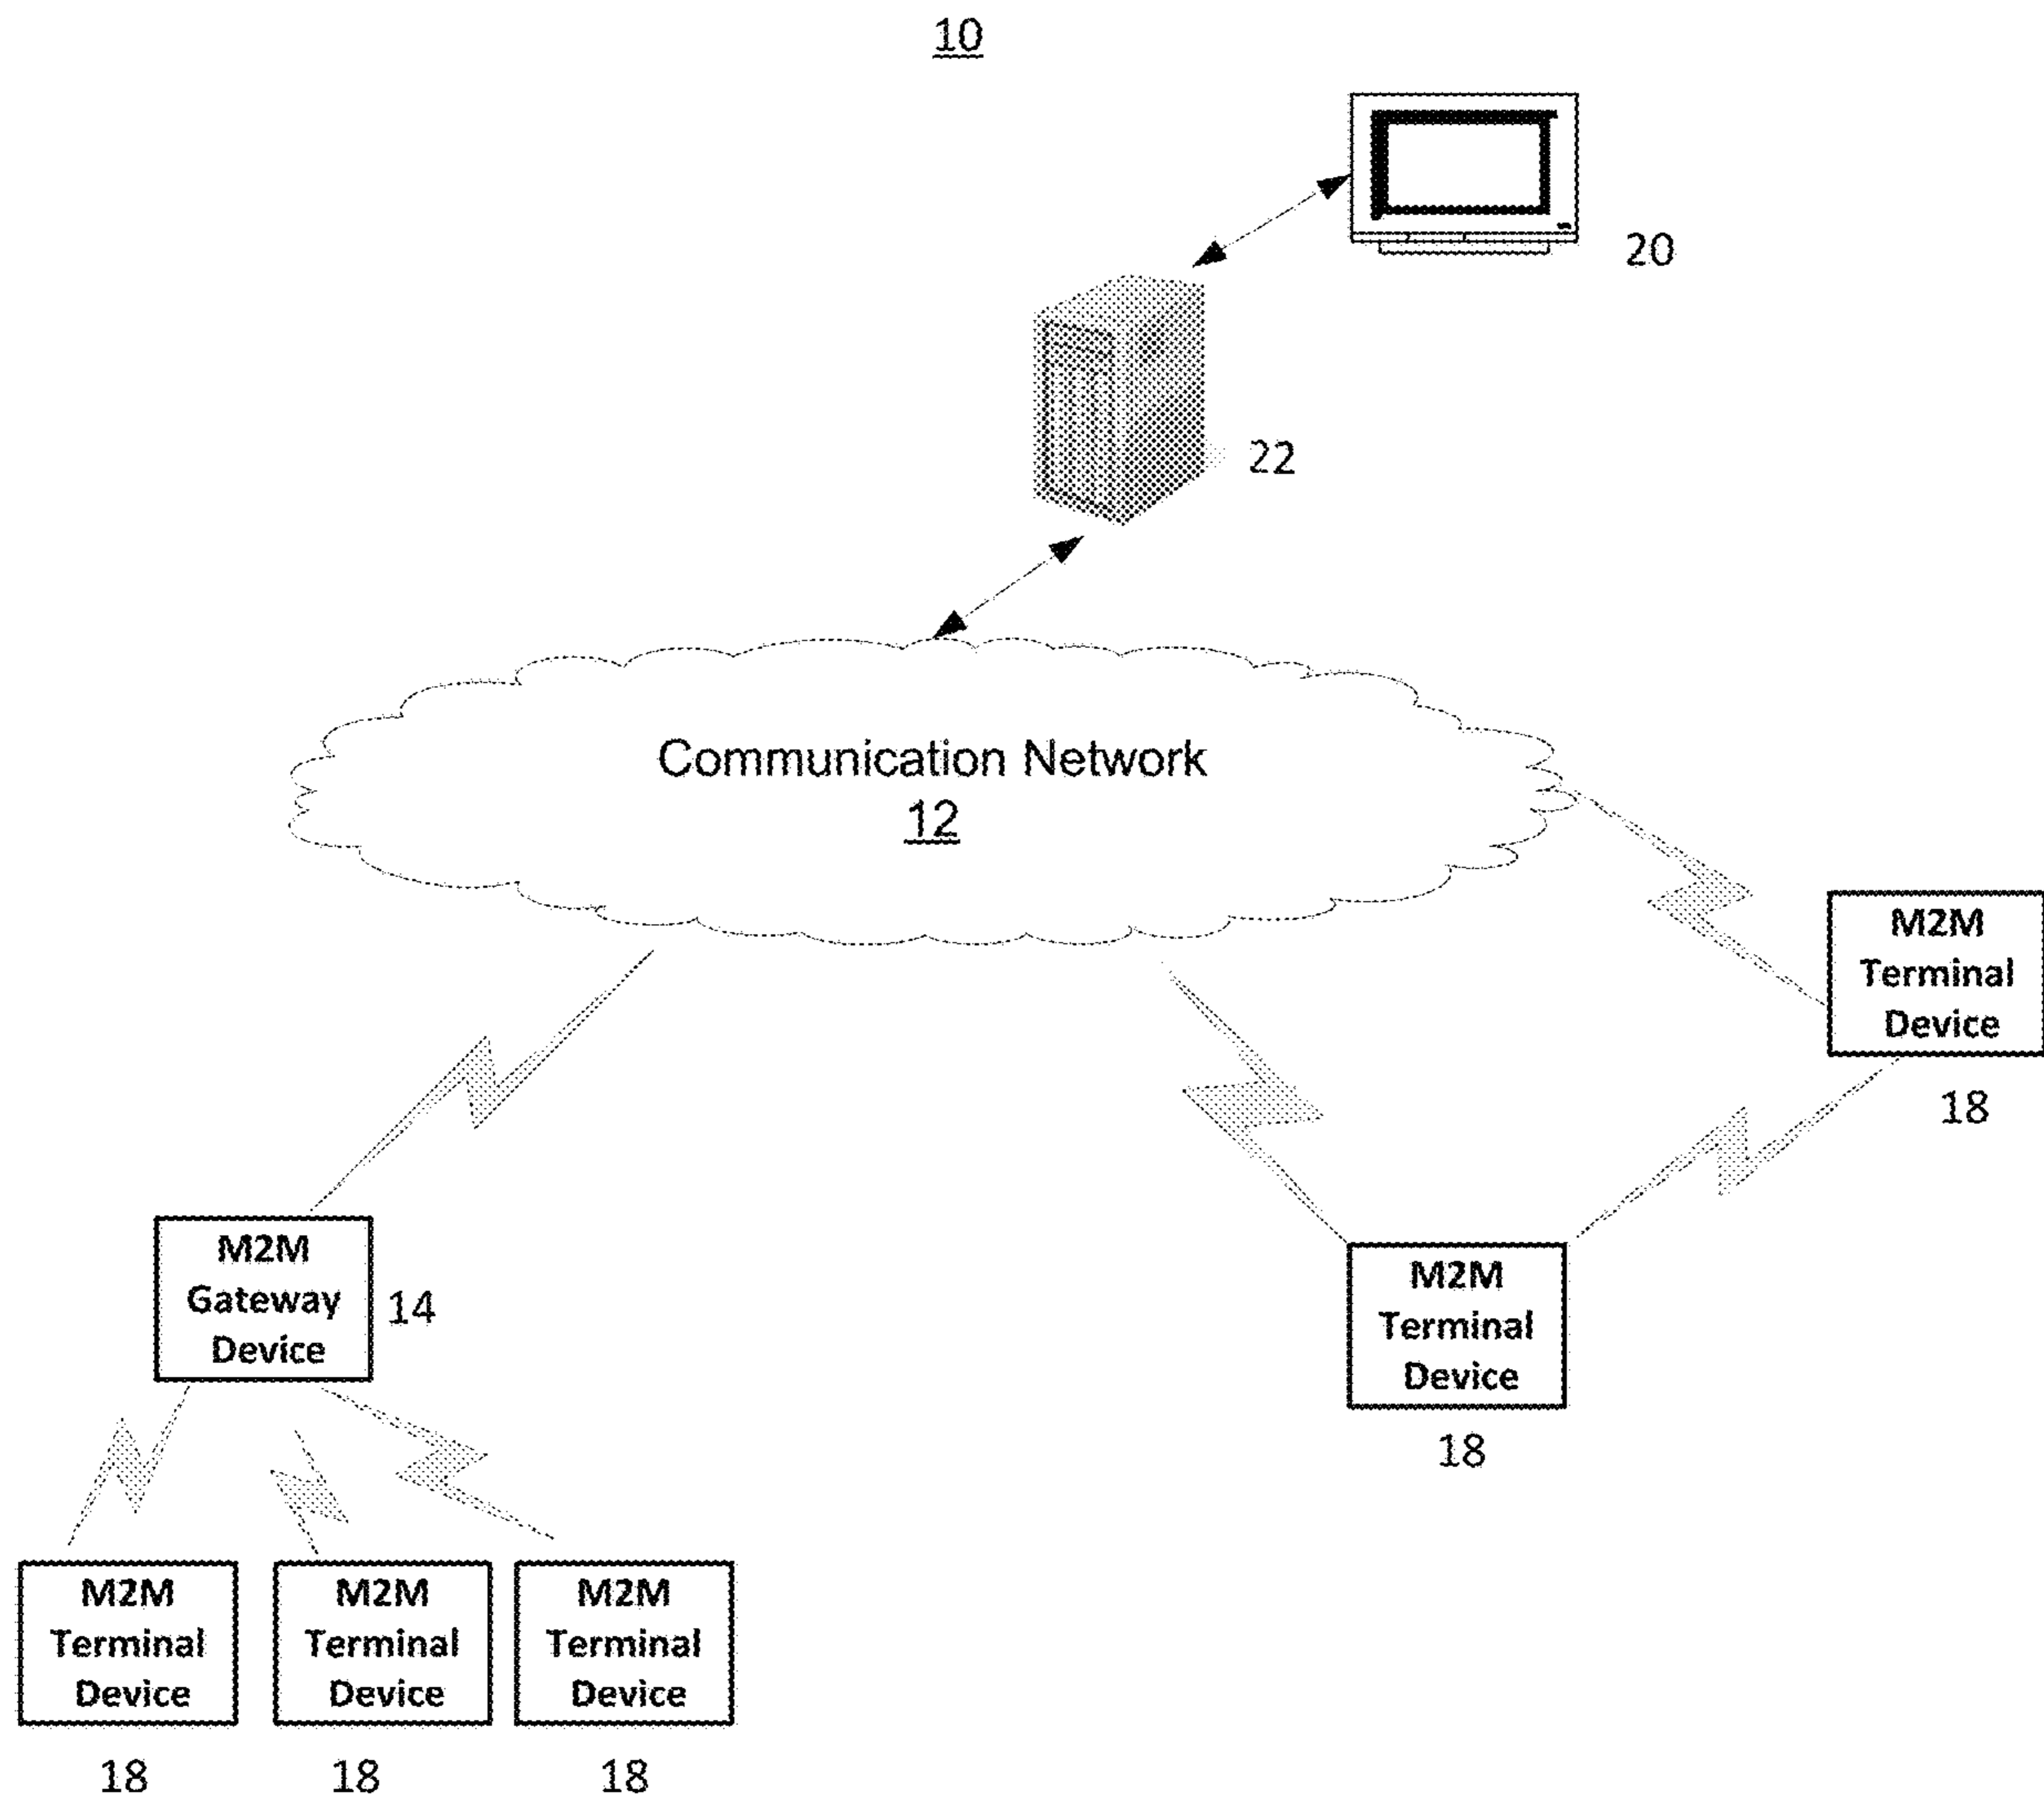 10
20
22
Communication Network
12
M2M
Terminal
Device
18
M2M
Gateway
Device
14
M2M
Terminal
Device
18
M2M
Terminal
Device
18
M2M
Terminal
Device
18
M2M
Terminal
Device
18